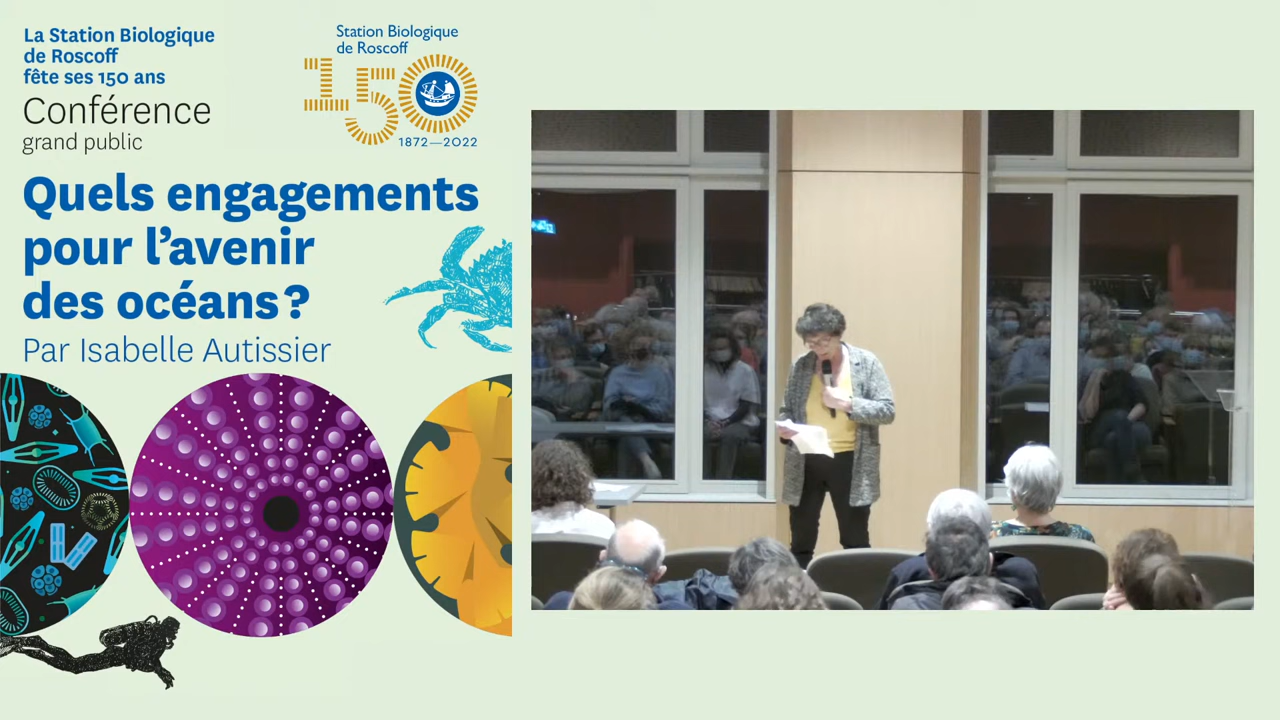 La Station Biologique
de Roscoff
fête ses 150 ans
Conférence
grand public
Station Biologique
de Roscoff
150
1872—2022
Quels engagements
pour l'avenir
des océans ?
Par Isabelle Autissier